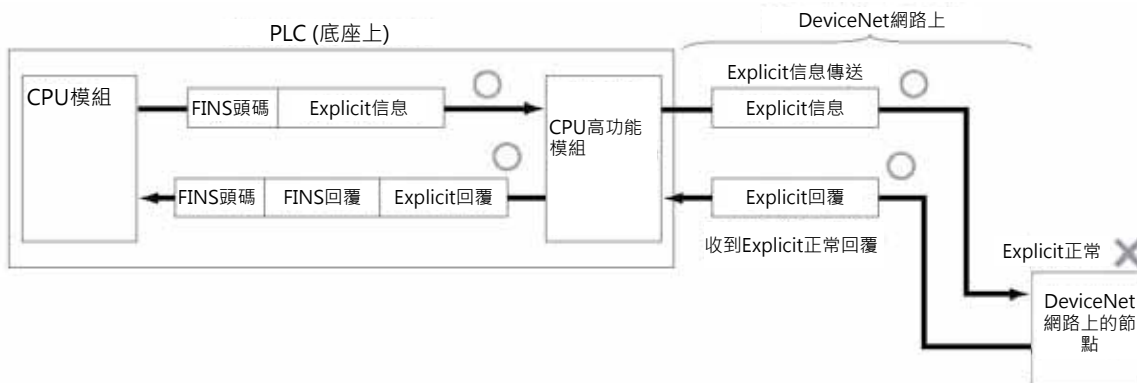 DeviceNet網路上
PLC (底座上)
CPU模組
FINS頭碼
Explicit信息
CPU高功能
模組
Explicit信息傳送
Explicit信息
FINS頭碼
FINS回覆
Explicit回覆
Explicit回覆
收到Explicit正常回覆
Explicit正常
DeviceNet
網路上的節
點